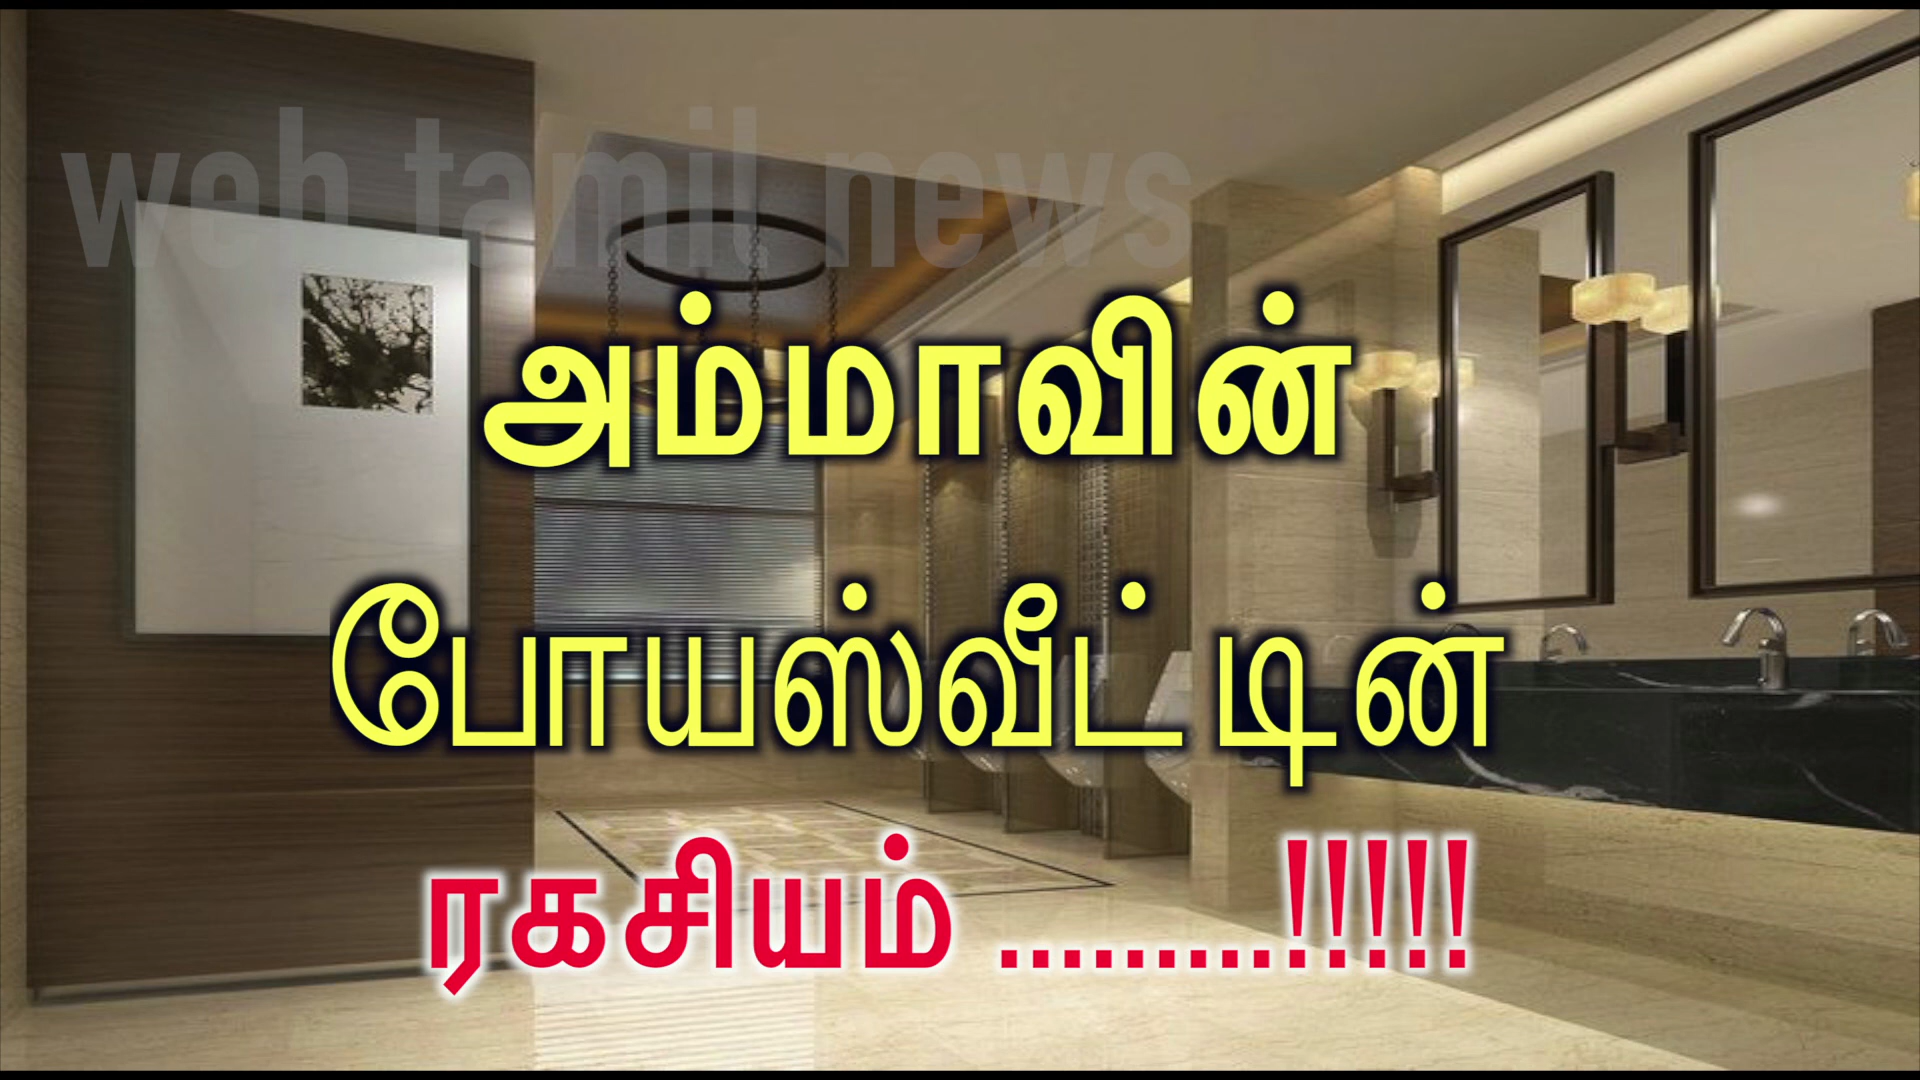 web tamil news
அம்மாவின்
போயஸ்வீட்டின்
ரகசியம் .........!!!!!